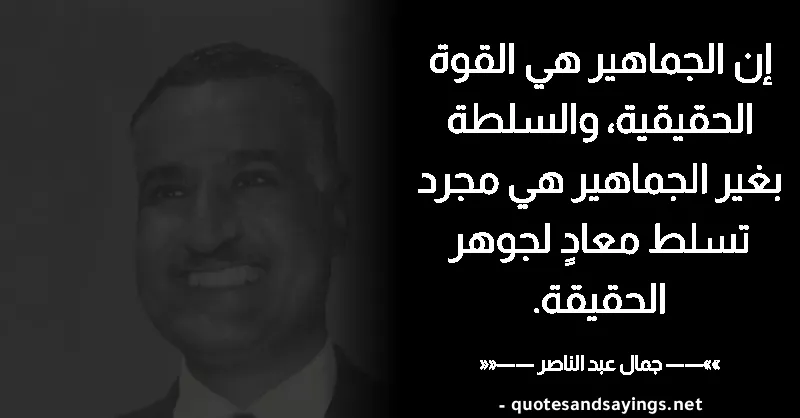 إن الجماهير هي القوة
الحقيقية، والسلطة
بغير الجماهير هي مجرد
تسلط معادٍ لجوهر
الحقيقة.
»»—— جمال عبد الناصر ——««
- quotesandsayings.net